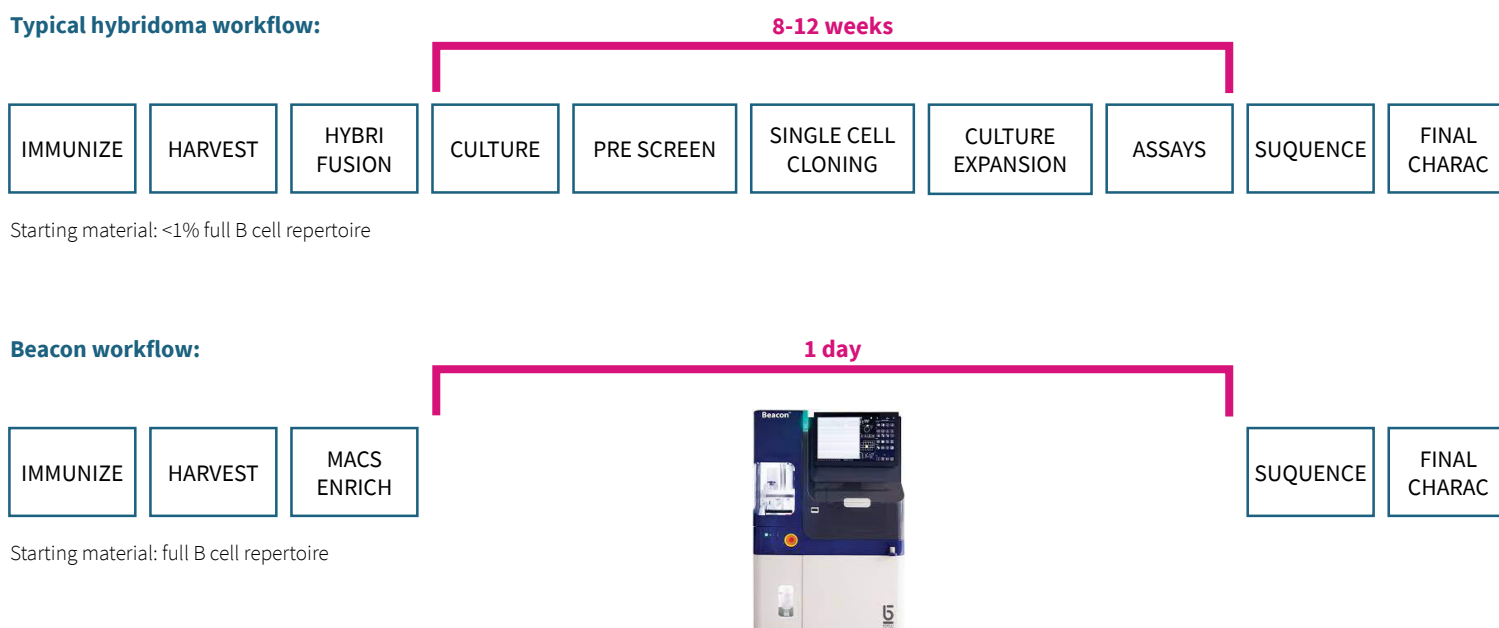 Typical hybridoma workflow:
8-12 weeks
IMMUNIZE
HARVEST
HYBRI
FUSION
CULTURE
PRE SCREEN
SINGLE CELL
CLONING
CULTURE
EXPANSION
ASSAYS
SUQUENCE
FINAL
CHARAC
Starting material: <1% full B cell repertoire
Beacon workflow:
1 day
IMMUNIZE
HARVEST
MACS
ENRICH
Beacon
SUQUENCE
FINAL
CHARAC
Starting material: full B cell repertoire